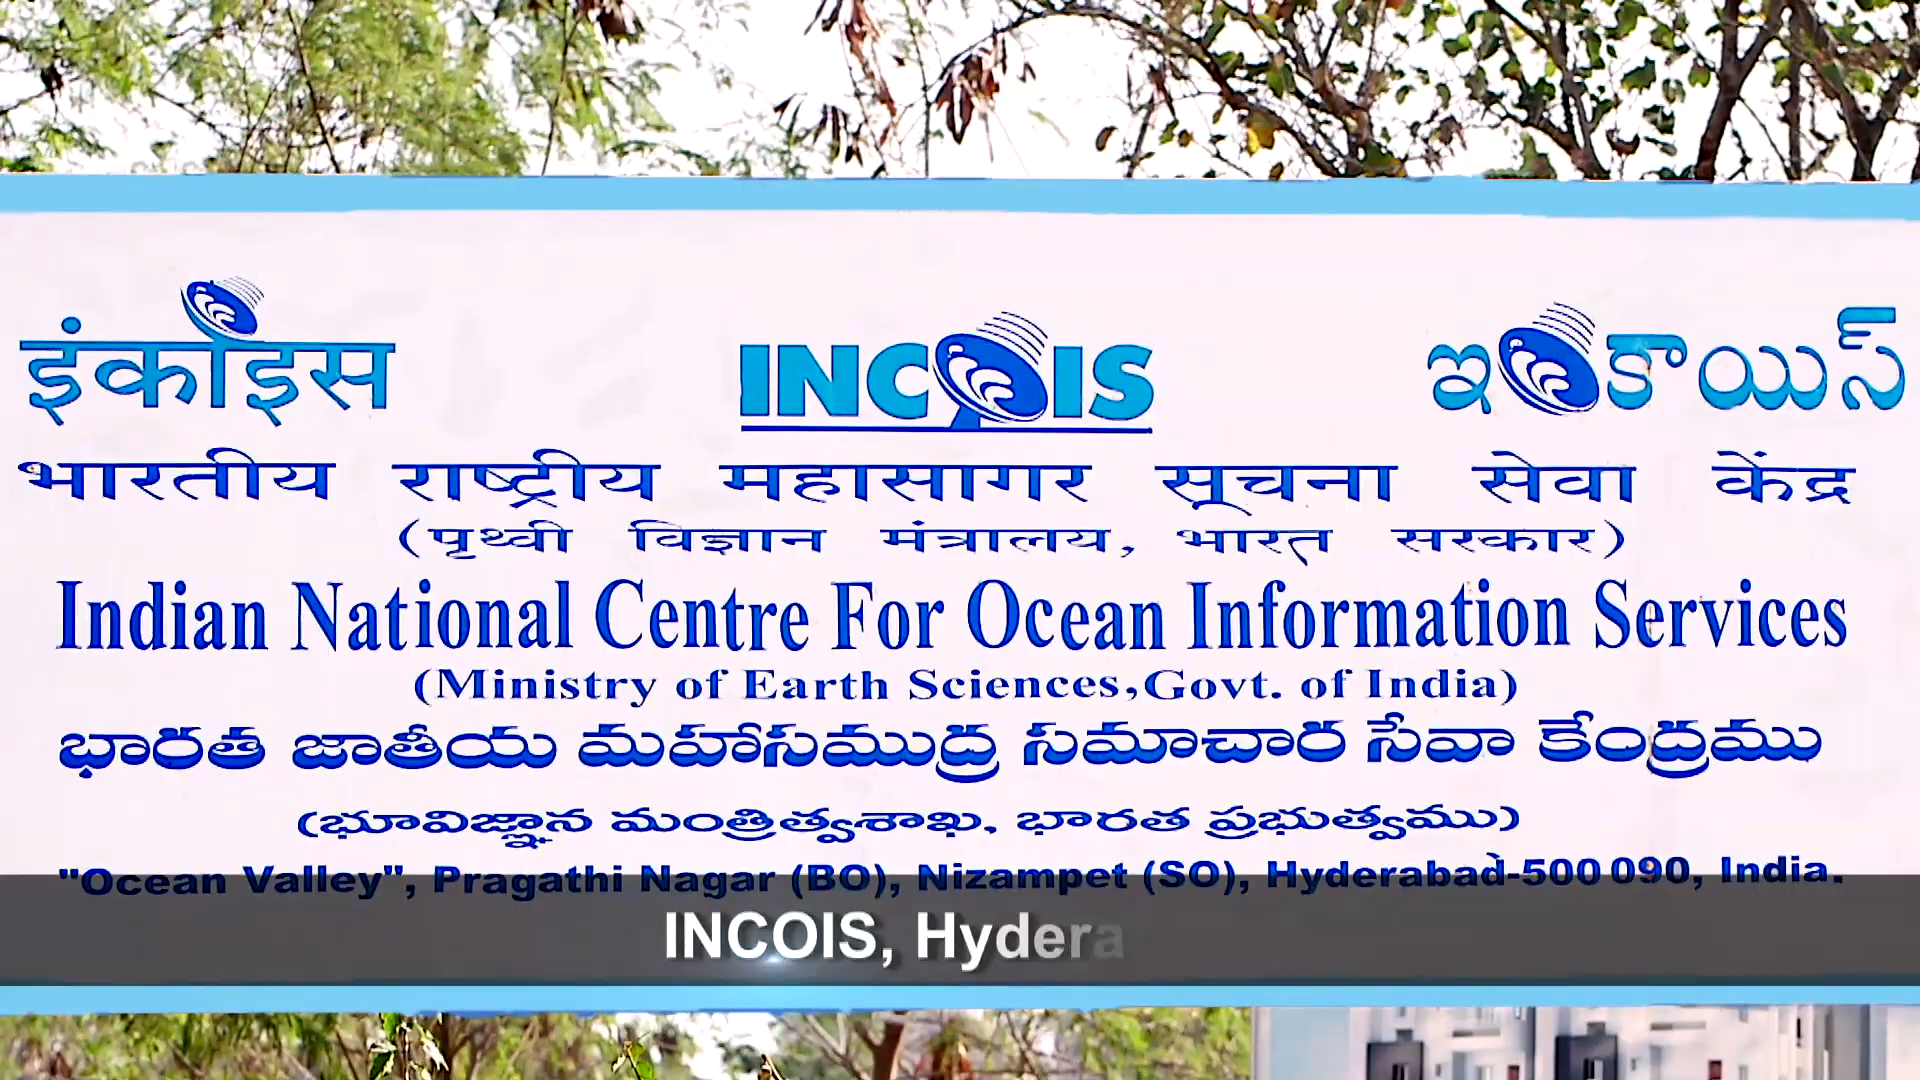 इंकॉइस INCOIS ఇంకాయిస్
भारतीय राष्ट्रीय महासागर सूचना सेवा केंद्र
(पृथ्वी विज्ञान मंत्रालय, भारत सरकार)
Indian National Centre For Ocean Information Services
(Ministry of Earth Sciences,Govt. of India)
భారత జాతీయ మహాసముద్ర సమాచార సేవా కేంద్రము
(భూవిజ్ఞాన మంత్రిత్వశాఖ, భారత ప్రభుత్వము)
"Ocean Valley", Pragathi Nagar (BO), Nizampet (SO), Hyderabad-500 090, India.
INCOIS, Hydera